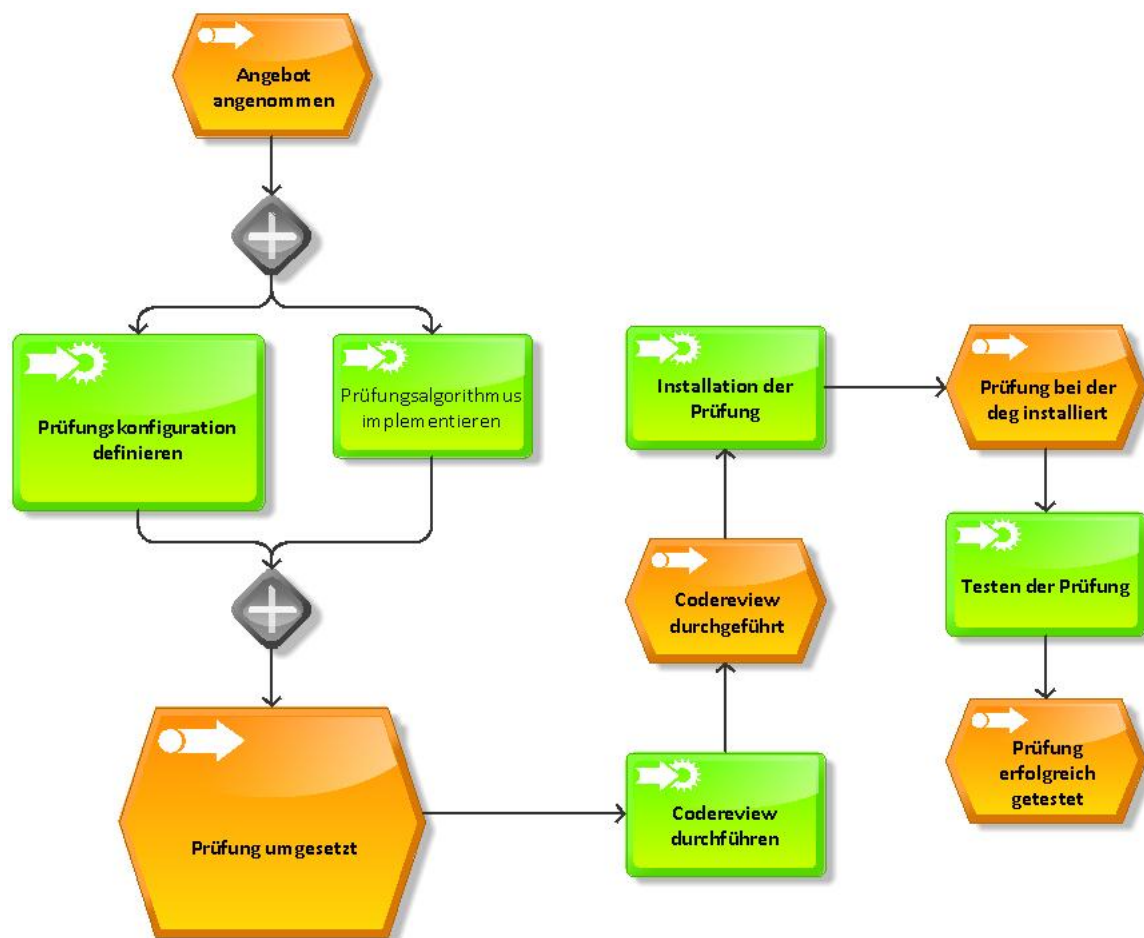 Angebot
angenommen
Prüfungskonfiguration
definieren
Prüfungsalgorithmus
implementieren
Prüfung umgesetzt
Codereview
durchführen
Codereview
durchgeführt
Installation der
Prüfung
Prüfung bei der
deg installiert
Testen der Prüfung
Prüfung
erfolgreich
getestet